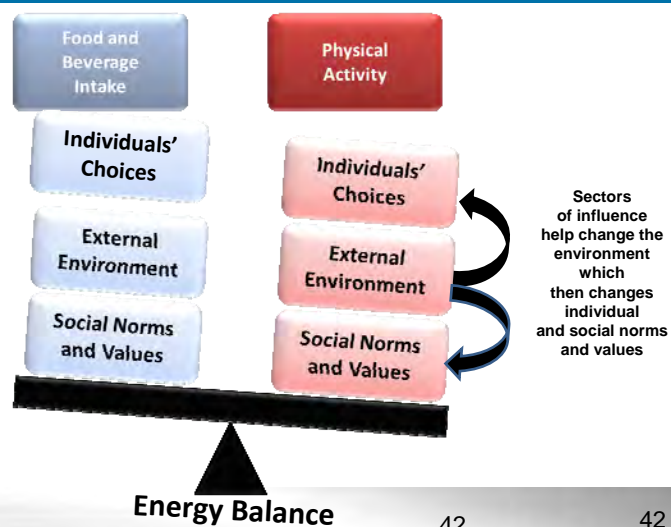 Food and
Beverage
Intake
Individuals'
Choices
External
Environment
Social Norms
and Values
Physical
Activity
Individuals'
Choices
External
Environment
Social Norms
and Values
Sectors
of influence
help change the
environment
which
then changes
individual
and social norms
and values
Energy Balance
42
42